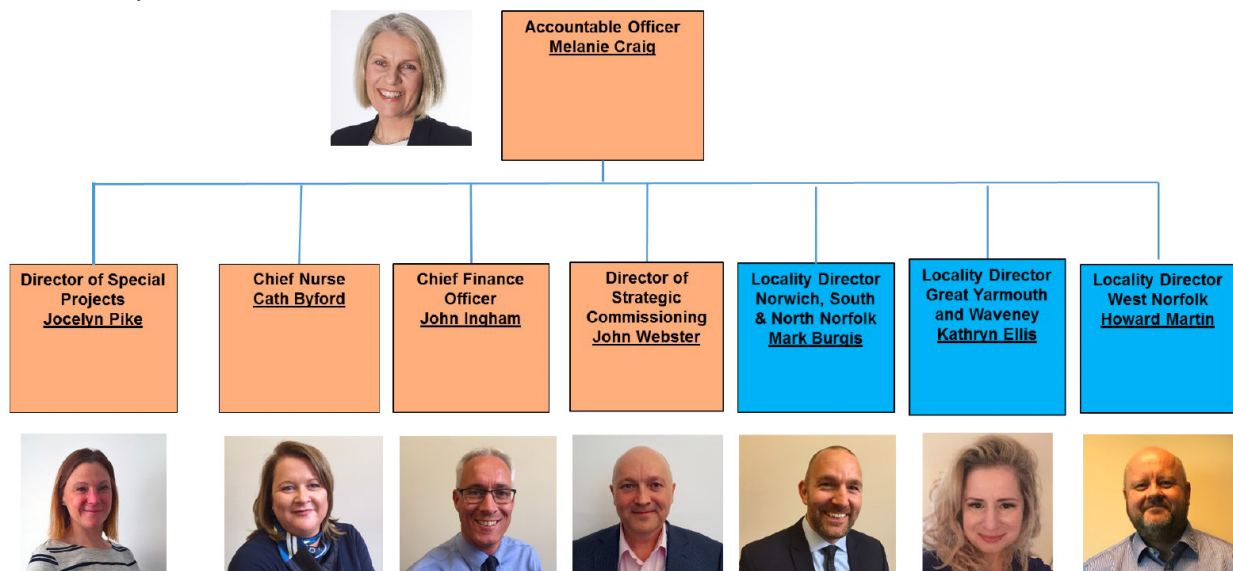 Accountable Officer
Melanie Craig
Director of Special
Projects
Jocelyn Pike
Chief Nurse
Cath Byford
Chief Finance
Officer
John Ingham
Director of
Strategic
Commissioning
John Webster
Locality Director
Norwich, South
& North Norfolk
Mark Burgis
Locality Director
Great Yarmouth
and Waveney
Kathryn Ellis
Locality Director
West Norfolk
Howard Martin